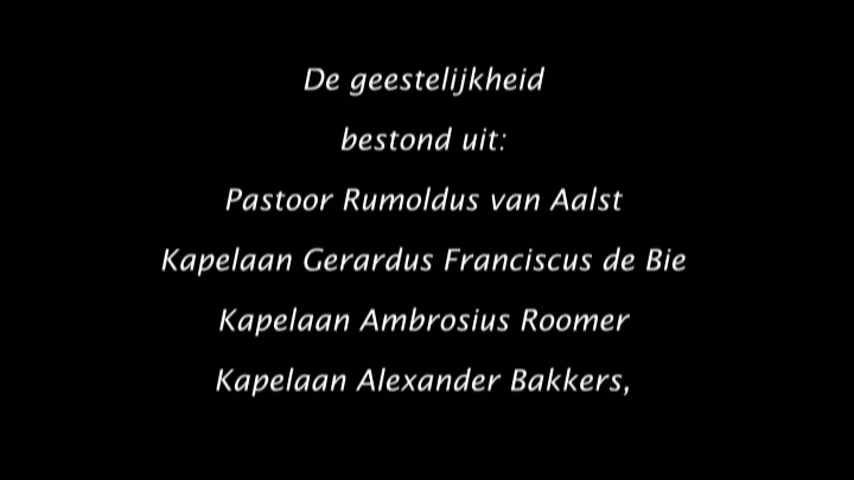 De geestelijkheid
bestond uit:
Pastoor Rumoldus van Aalst
Kapelaan Gerardus Franciscus de Bie
Kapelaan Ambrosius Roomer
Kapelaan Alexander Bakkers,